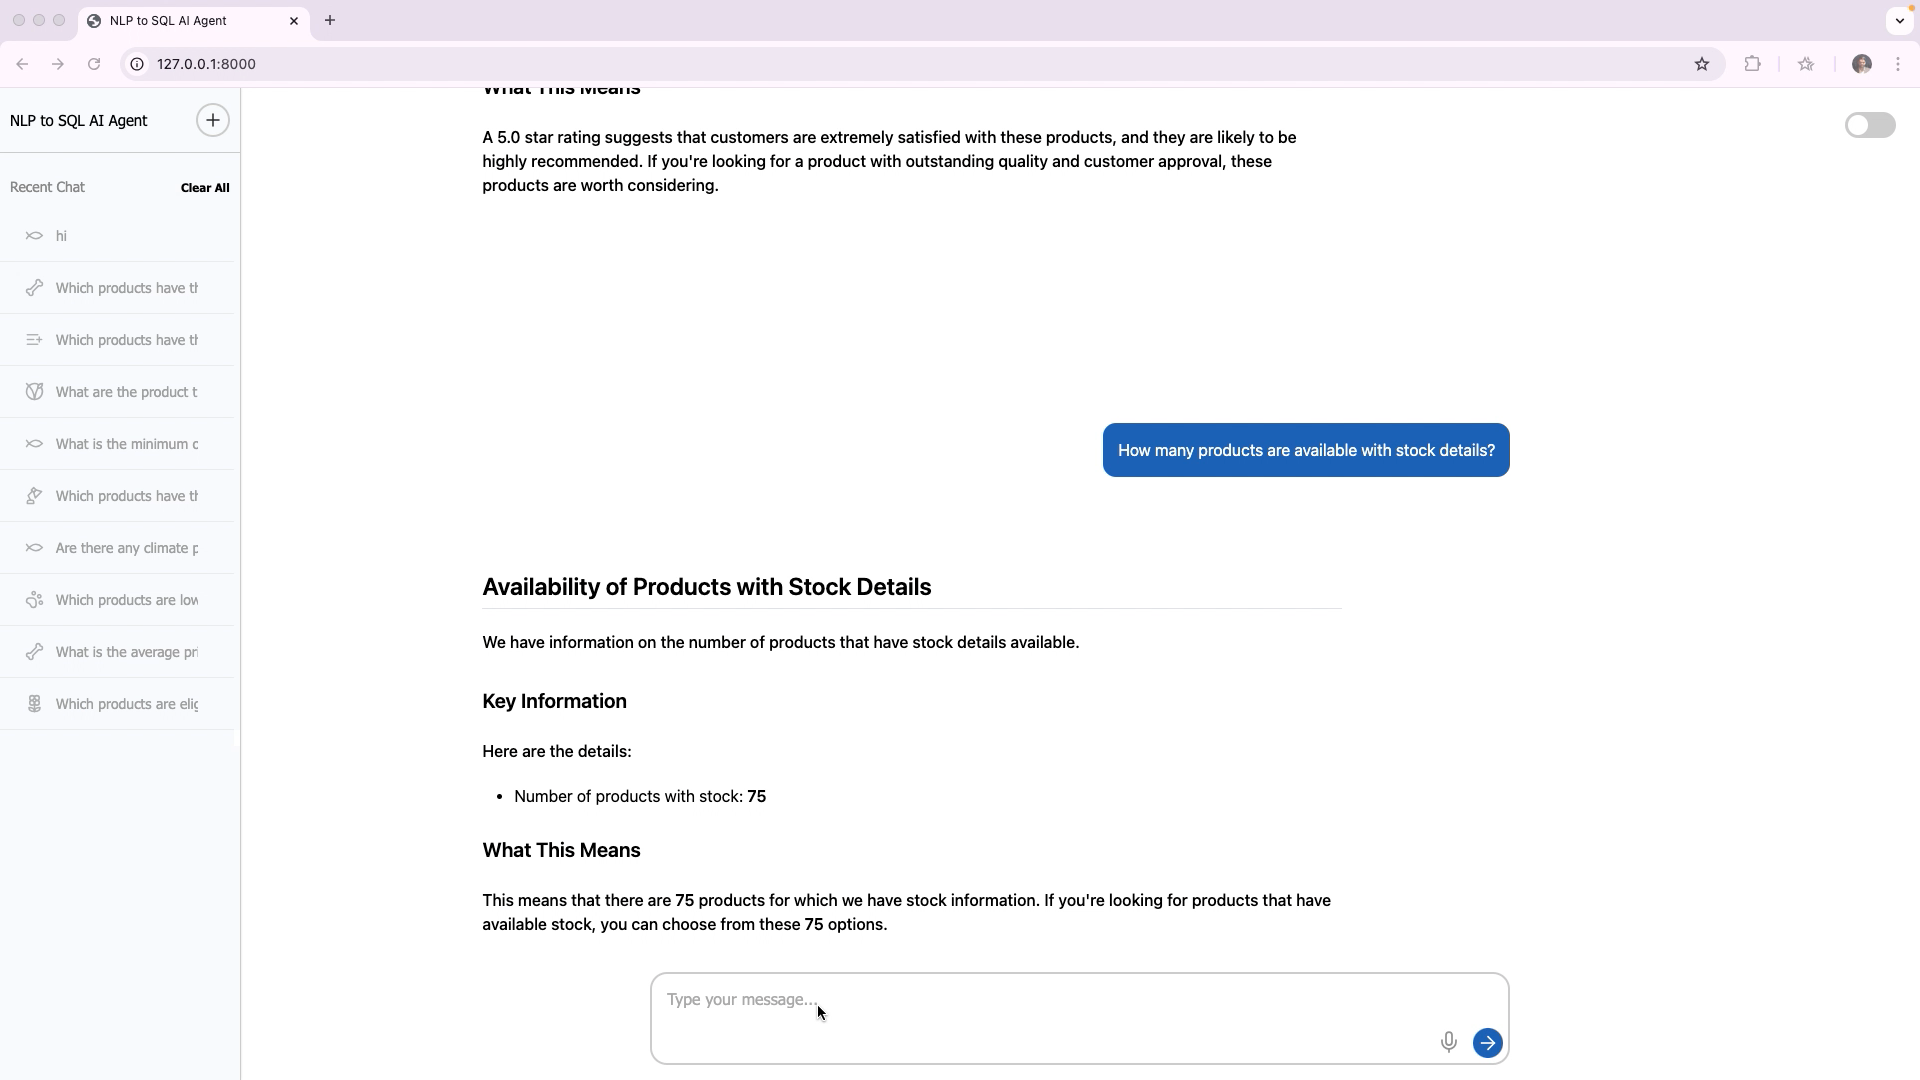 NLP to SQL AI Agent
127.0.0.1:8000
NLP to SQL AI Agent
Recent Chat
Clear All
hi
Which products have th
Which products have th
What are the product t
What is the minimum c
Which products have th
Are there any climate p
Which products are low
What is the average pri
Which products are elig
What This Means
A 5.0 star rating suggests that customers are extremely satisfied with these products, and they are likely to be
highly recommended. If you're looking for a product with outstanding quality and customer approval, these
products are worth considering.
How many products are available with stock details?
Availability of Products with Stock Details
We have information on the number of products that have stock details available.
Key Information
Here are the details:
• Number of products with stock: 75
What This Means
This means that there are 75 products for which we have stock information. If you're looking for products that have
available stock, you can choose from these 75 options.
Type your message...